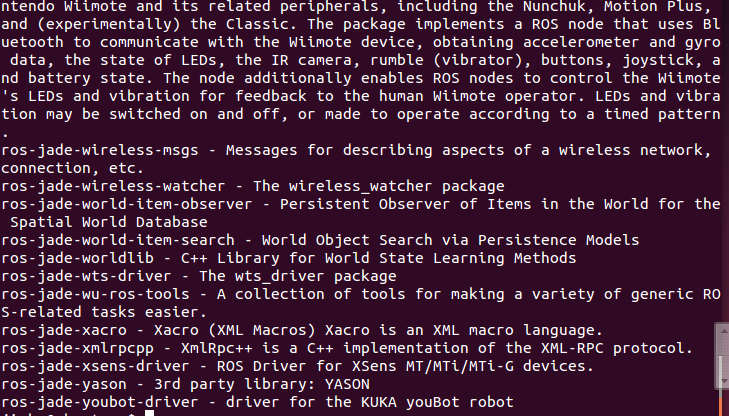 ntendo Wiimote and its related peripherals, including the Nunchuk, Motion Plus,
and (experimentally) the Classic. The package implements a ROS node that uses Bl
uetooth to communicate with the Wiimote device, obtaining accelerometer and gyro
 data, the state of LEDs, the IR camera, rumble (vibrator), buttons, joystick, a
nd battery state. The node additionally enables ROS nodes to control the Wiimote
's LEDs and vibration for feedback to the human Wiimote operator. LEDs and vibra
tion may be switched on and off, or made to operate according to a timed pattern
.
ros-jade-wireless-msgs - Messages for describing aspects of a wireless network,
connection, etc.
ros-jade-wireless-watcher - The wireless_watcher package
ros-jade-world-item-observer - Persistent Observer of Items in the World for the
 Spatial World Database
ros-jade-world-item-search - World Object Search via Persistence Models
ros-jade-worldlib - C++ Library for World State Learning Methods
ros-jade-wts-driver - The wts_driver package
ros-jade-wu-ros-tools - A collection of tools for making a variety of generic RO
S-related tasks easier.
ros-jade-xacro - Xacro (XML Macros) Xacro is an XML macro language.
ros-jade-xmlrpcpp - XmlRpc++ is a C++ implementation of the XML-RPC protocol.
ros-jade-xsens-driver - ROS Driver for XSens MT/MTi/MTi-G devices.
ros-jade-yason - 3rd party library: YASON
ros-jade-youbot-driver - driver for the KUKA youBot robot